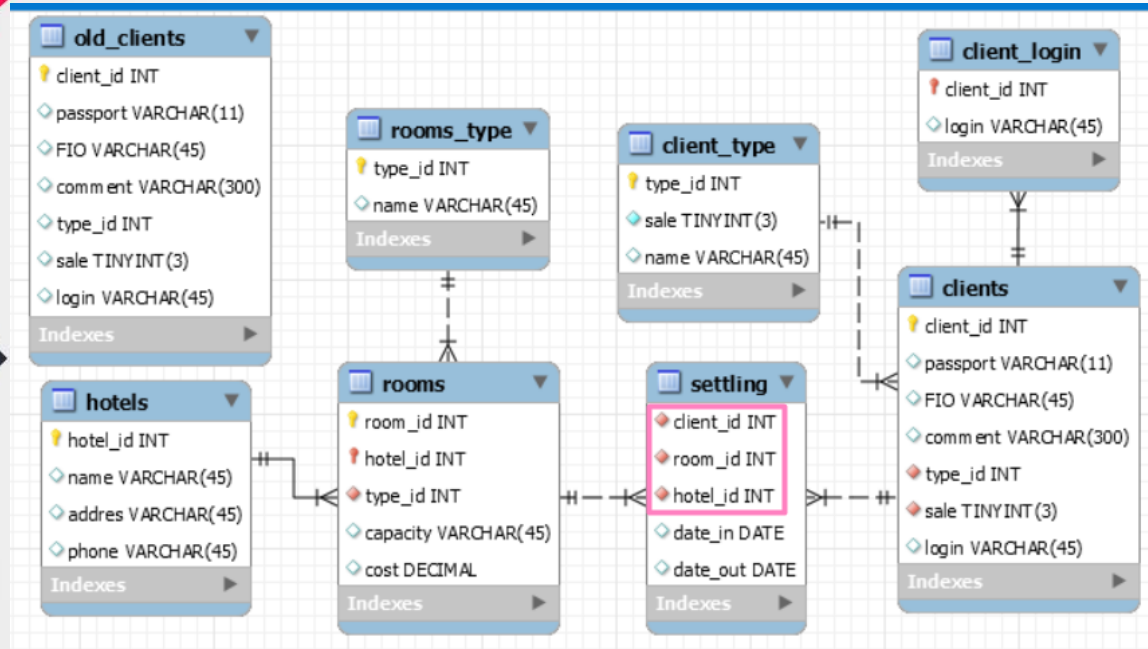 old_clients
client_id INT
passport VARCHAR(11)
FIO VARCHAR(45)
comment VARCHAR(300)
type_id INT
sale TINYINT(3)
login VARCHAR(45)
Indexes
hotels
hotel_id INT
name VARCHAR(45)
addres VARCHAR(45)
phone VARCHAR(45)
Indexes
rooms_type
type_id INT
name VARCHAR(45)
Indexes
rooms
room_id INT
hotel_id INT
type_id INT
capacity VARCHAR(45)
cost DECIMAL
Indexes
client_type
type_id INT
sale TINYINT(3)
name VARCHAR(45)
Indexes
settling
client_id INT
room_id INT
hotel_id INT
date_in DATE
date_out DATE
Indexes
client_login
client_id INT
login VARCHAR(45)
Indexes
clients
client_id INT
passport VARCHAR(11)
FIO VARCHAR(45)
comment VARCHAR(300)
type_id INT
sale TINYINT(3)
login VARCHAR(45)
Indexes